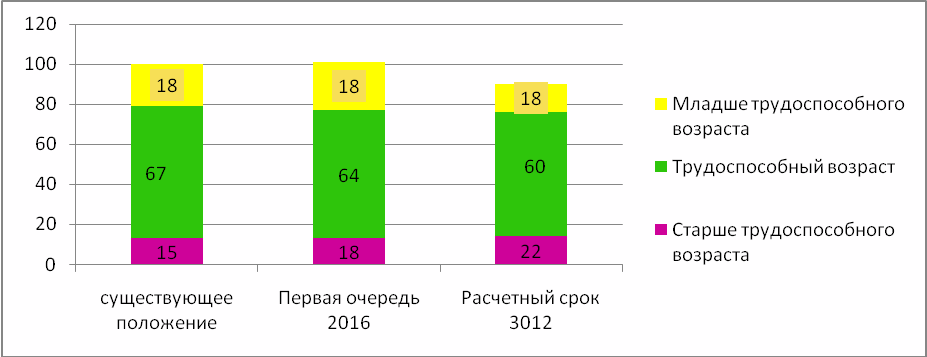 120
100
80
60
40
20
0
18
18
18
67
64
60
15
18
22
существующее
положение
Первая очередь
2016
Расчетный срок
3012
Младше трудоспособного
возраста
Трудоспособный возраст
Старше трудоспособного
возраста